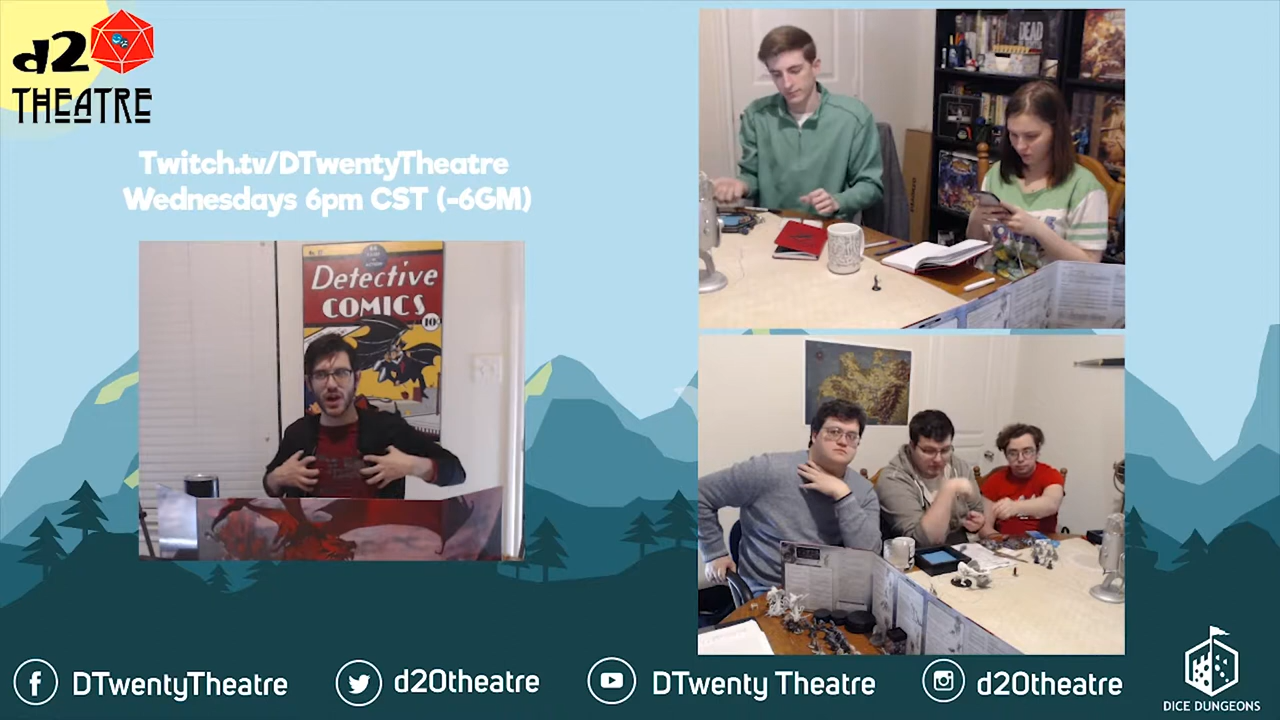 d2
THEATRE
Twitch.tv/DTwentyTheatre
Wednesdays 6pm CST (-6GM)
Detective
COMICS
10¢
DEAD
DTwentyTheatre
d20theatre
DTwenty Theatre
d20theatre
DICE DUNGEONS